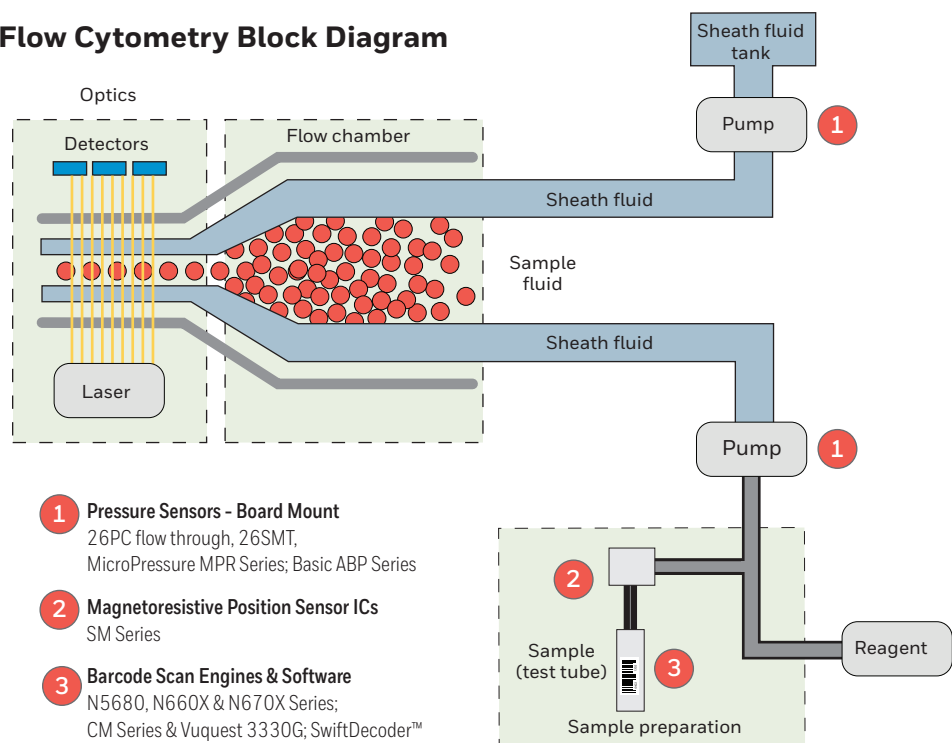 Flow Cytometry Block Diagram
Sheath fluid
tank
Optics
Pump
1
Detectors
Flow chamber
Sheath fluid
Sample
fluid
Sheath fluid
Laser
Pump
1
1
Pressure Sensors - Board Mount
26PC flow through, 26SMT,
MicroPressure MPR Series; Basic ABP Series
2
Magnetoresistive Position Sensor ICs
SM Series
3
Barcode Scan Engines & Software
N5680, N660X & N670X Series;
CM Series & Vuquest 3330G; SwiftDecoder™
2
Sample
(test tube)
3
Reagent
Sample preparation